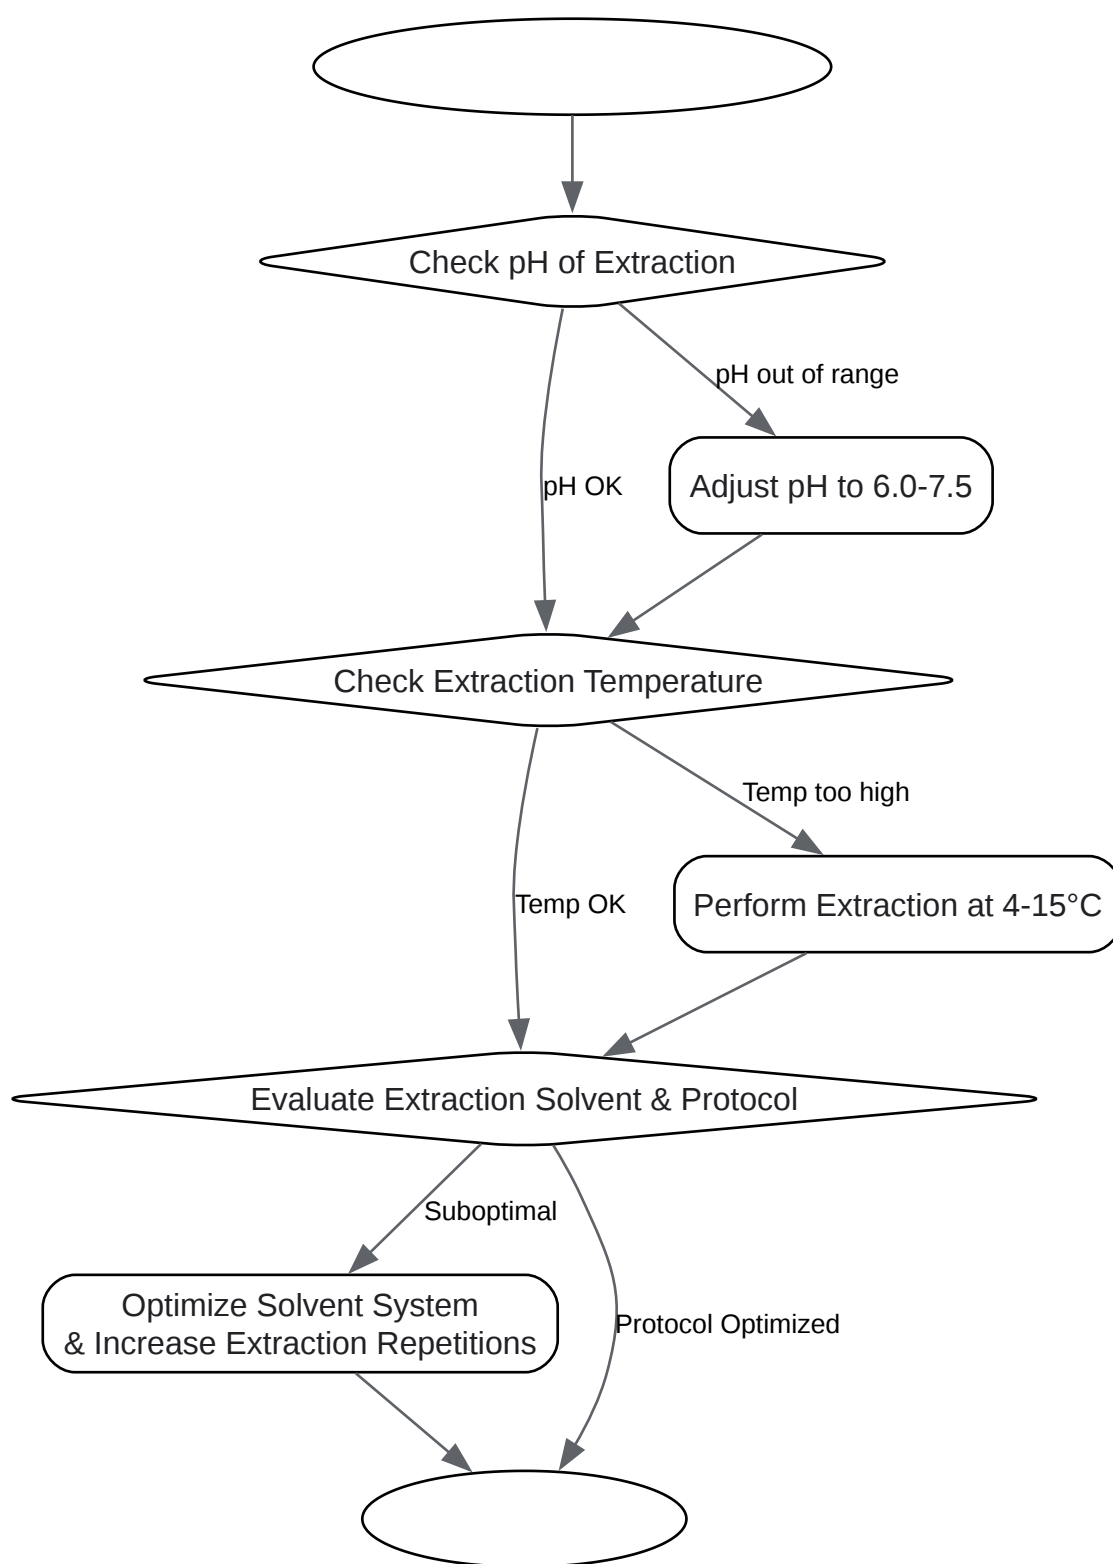 Check pH of Extraction
pH out of range
pH OK
Adjust pH to 6.0-7.5
Check Extraction Temperature
Temp too high
Temp OK
Perform Extraction at 4-15°C
Evaluate Extraction Solvent & Protocol
Suboptimal
Optimize Solvent System
& Increase Extraction Repetitions
Protocol Optimized